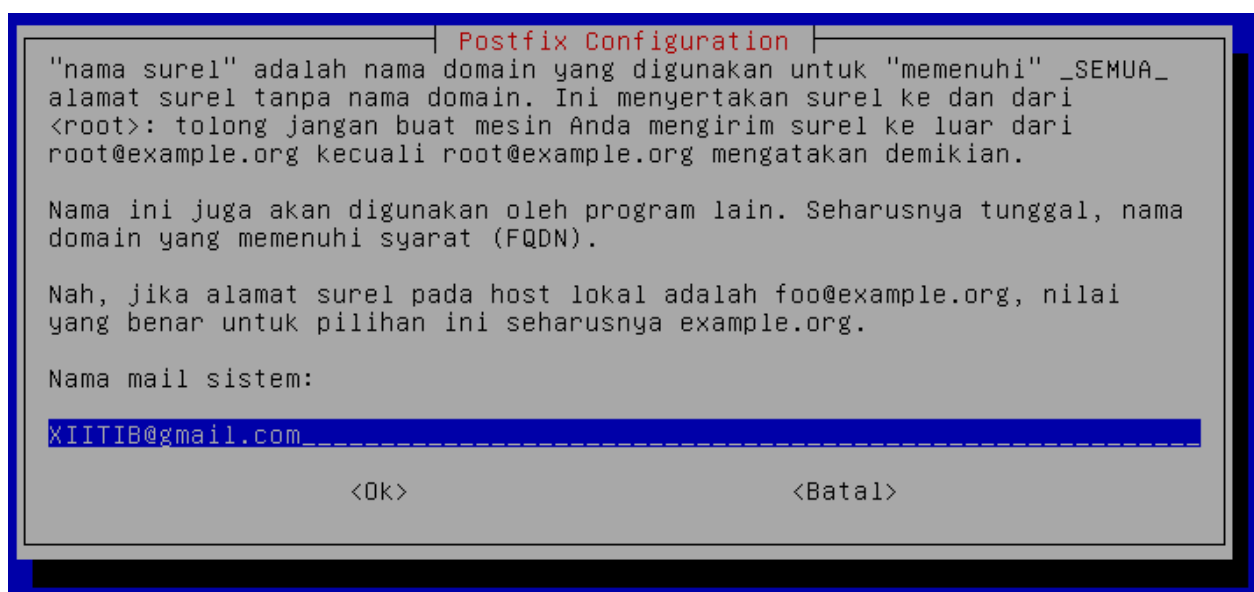 Postfix Configuration
"nama surel" adalah nama domain yang digunakan untuk "memenuhi" _SEMUA_
alamat surel tanpa nama domain. Ini menyertakan surel ke dan dari
<root>: tolong jangan buat mesin Anda mengirim surel ke luar dari
root@example.org kecuali root@example.org mengatakan demikian.
Nama ini juga akan digunakan oleh program lain. Seharusnya tunggal, nama
domain yang memenuhi syarat (FQDN).
Nah, jika alamat surel pada host lokal adalah foo@example.org, nilai
yang benar untuk pilihan ini seharusnya example.org.
Nama mail sistem:
XIITIB@gmail.com
<Ok> <Batal>